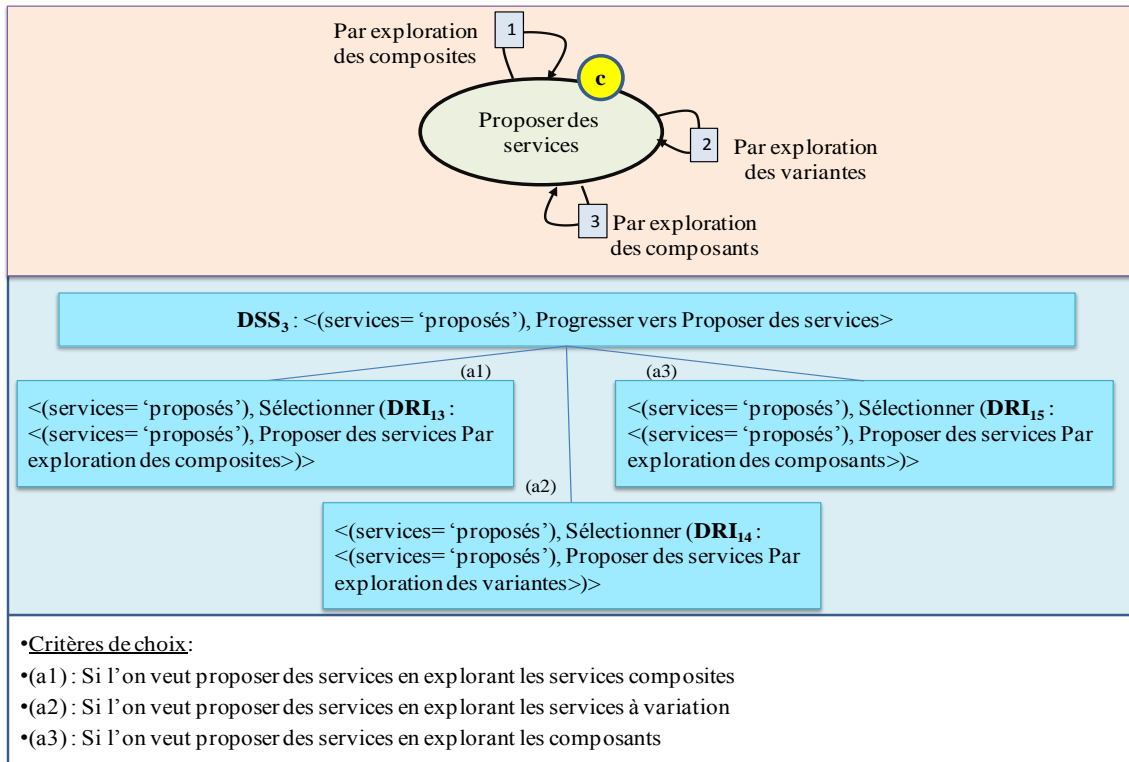 Par exploration
des composites
1
c
Proposer des
services
2
Par exploration
des variantes
3
Par exploration
des composants
DSS3 : <(services= ‘proposés’), Progresser vers Proposer des services>
(a1)
(a3)
<(services= ‘proposés’), Sélectionner (DRI13 :
<(services= ‘proposés’), Proposer des services Par
exploration des composites>)>
<(services= ‘proposés’), Sélectionner (DRI15 :
<(services= ‘proposés’), Proposer des services Par
exploration des composants>)>
(a2)
<(services= ‘proposés’), Sélectionner (DRI14 :
<(services= ‘proposés’), Proposer des services Par
exploration des variantes>)>
•Critères de choix:
•(a1) : Si l’on veut proposer des services en explorant les services composites
•(a2) : Si l’on veut proposer des services en explorant les services à variation
•(a3) : Si l’on veut proposer des services en explorant les composants